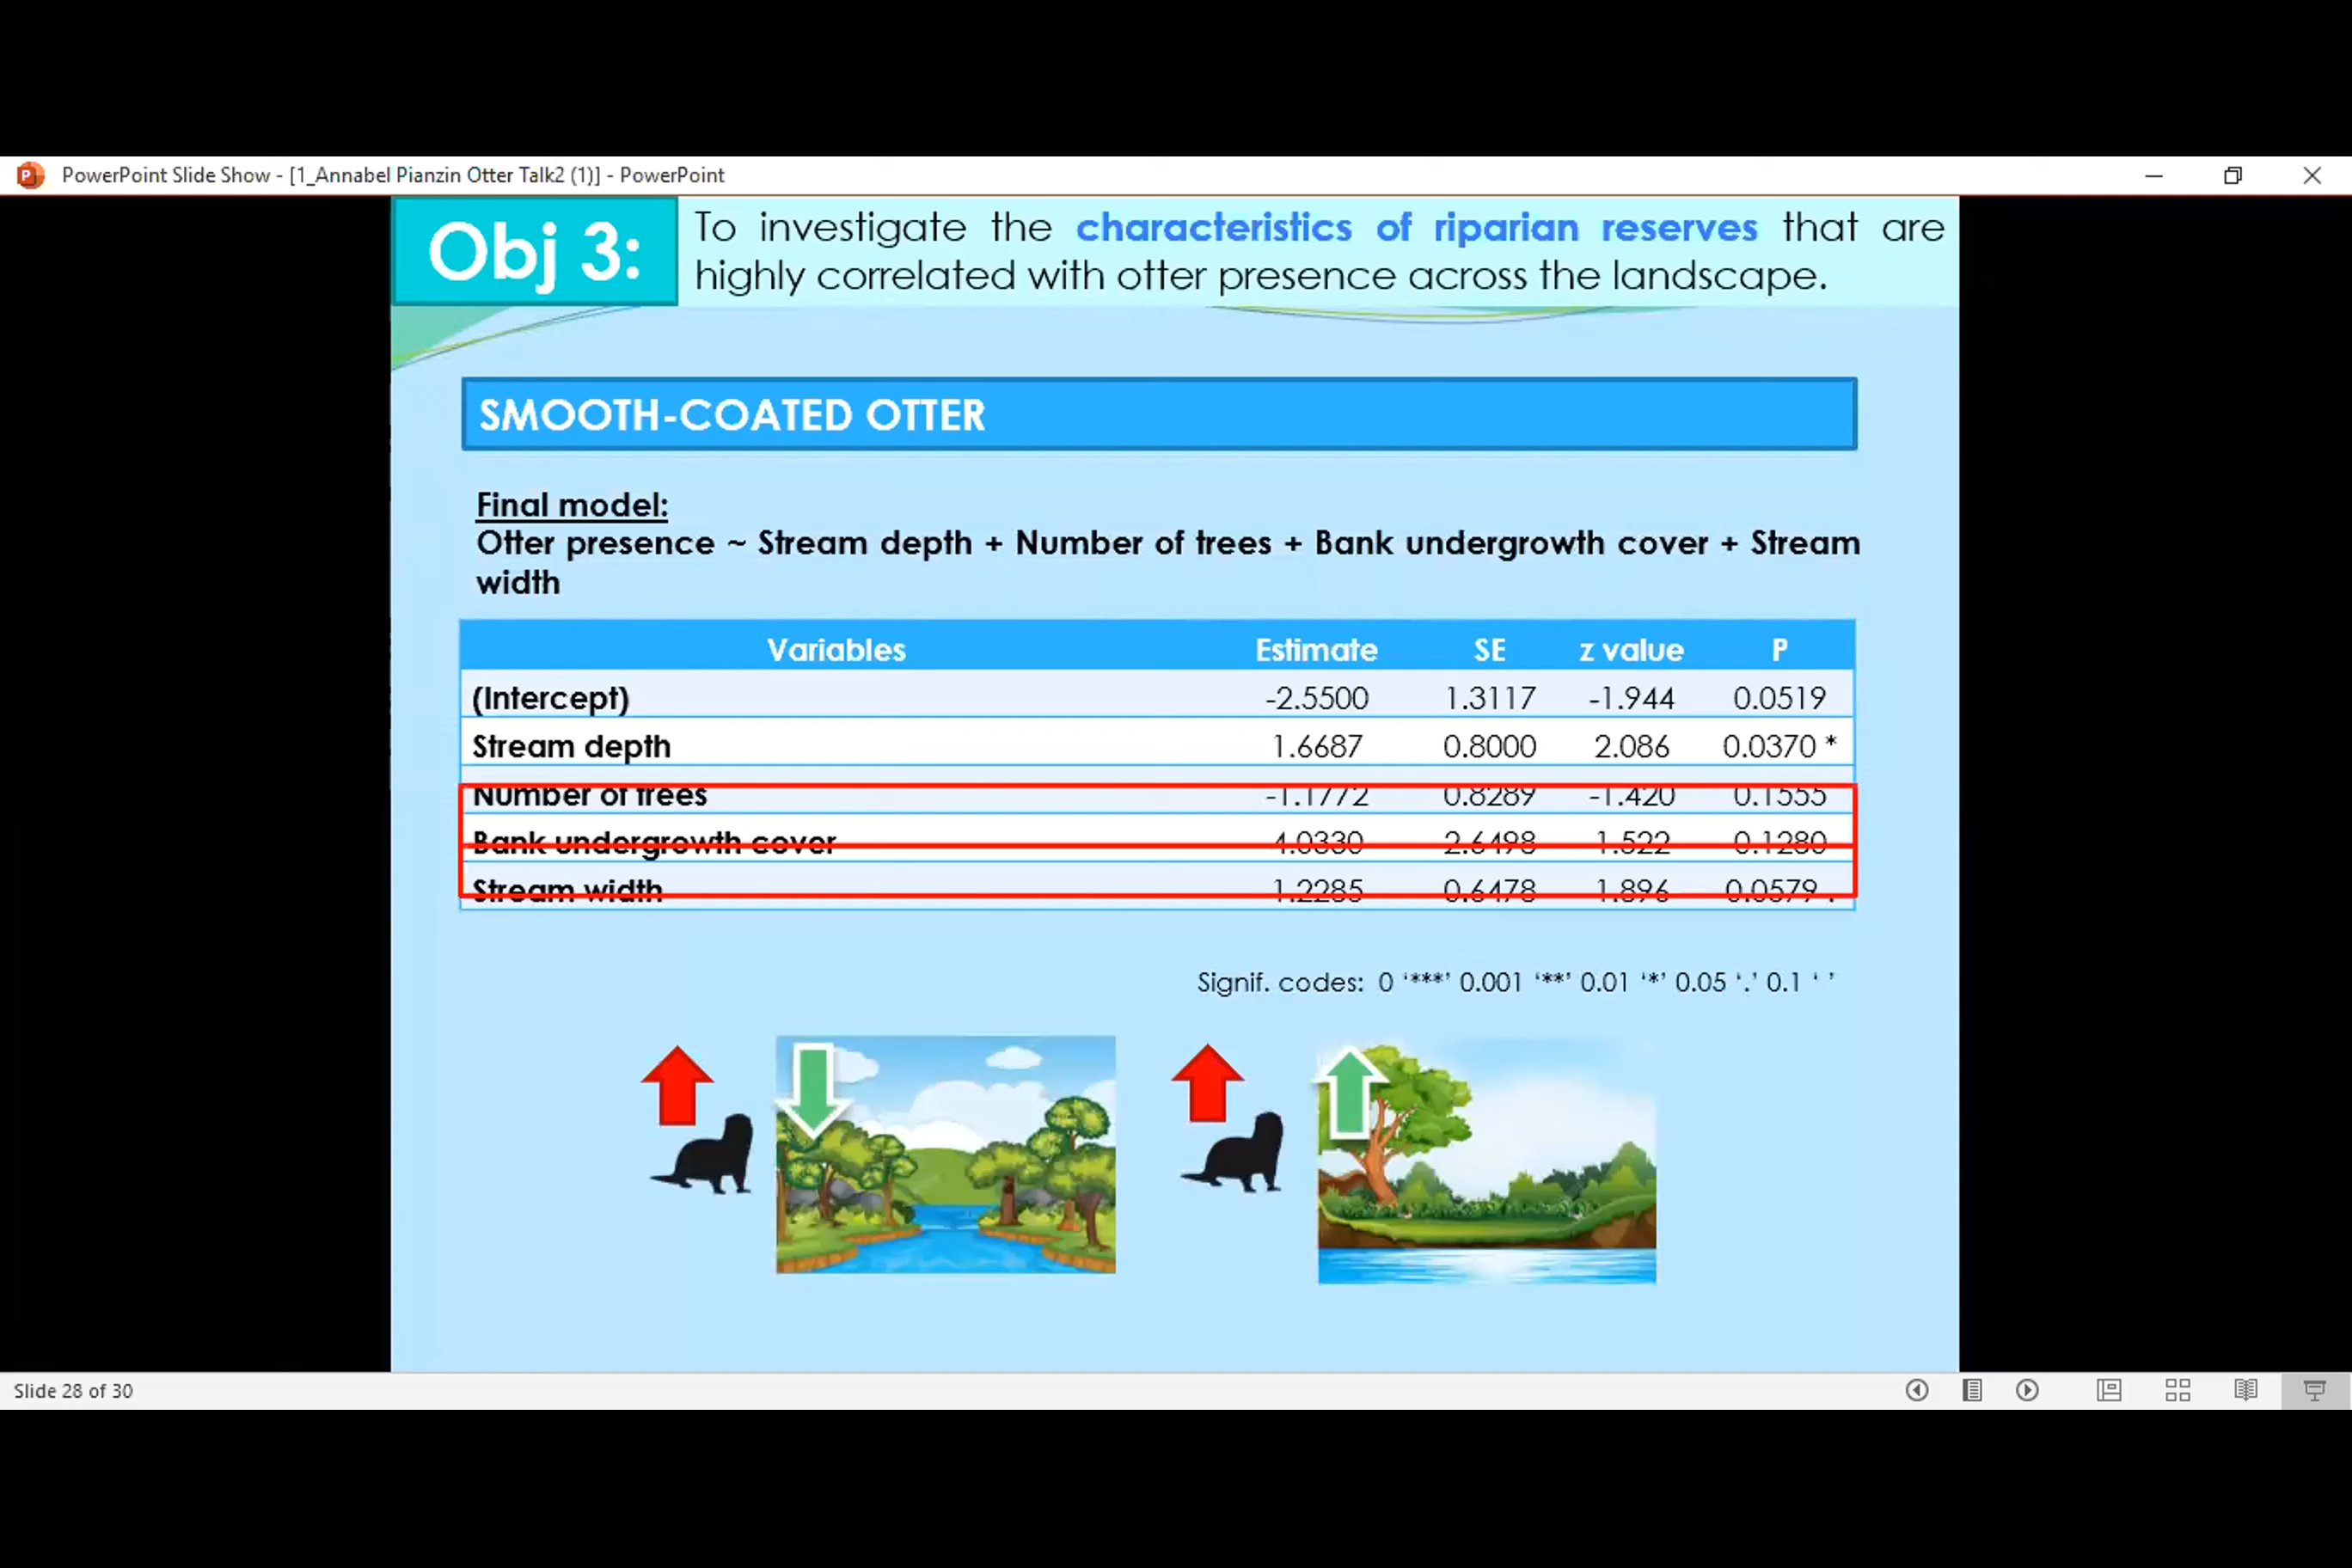 PowerPoint Slide Show - [1_Annabel Pianzin Otter Talk2 (1)] - PowerPoint
Obj 3:
To investigate the characteristics of riparian reserves that are
highly correlated with otter presence across the landscape.
SMOOTH-COATED OTTER
Final model:
Otter presence ~ Stream depth + Number of trees + Bank undergrowth cover + Stream
width
Variables Estimate SE z value P
(Intercept) -2.5500 1.3117 -1.944 0.0519
Stream depth 1.6687 0.8000 2.086 0.0370 *
Number of trees -1.1772 0.8289 -1.420 0.1555
Bank undergrowth cover 4.0330 2.6498 1.522 0.1280
Stream width 1.2285 0.6478 1.896 0.0579 .
Signif. codes: 0 ‘***’ 0.001 ‘**’ 0.01 ‘*’ 0.05 ‘.’ 0.1 ‘ ’
Slide 28 of 30